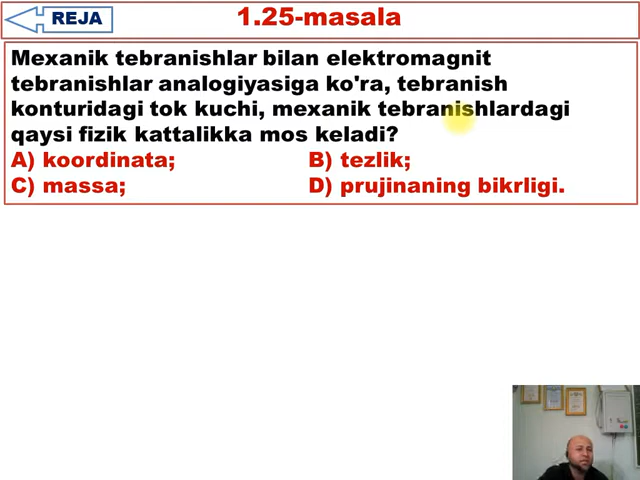 REJA
1.25-masala
Mexanik tebranishlar bilan elektromagnit
tebranishlar analogiyasiga ko'ra, tebranish
konturidagi tok kuchi, mexanik tebranishlardagi
qaysi fizik kattalikka mos keladi?
A) koordinata; B) tezlik;
C) massa; D) prujinaning bikrligi.